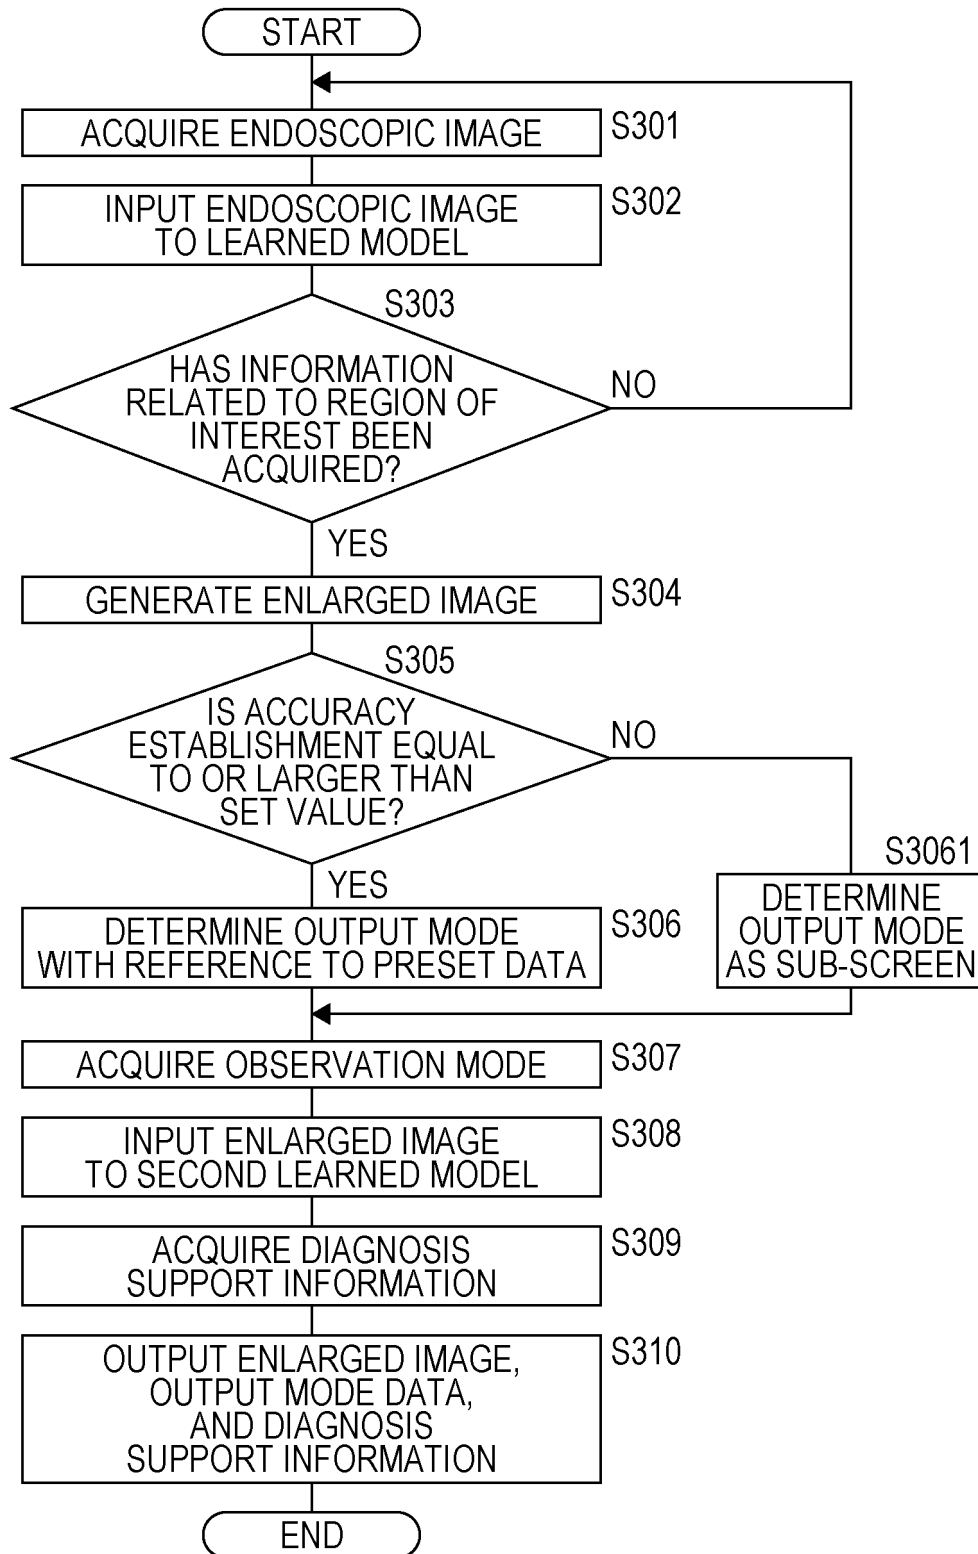 START
ACQUIRE ENDOSCOPIC IMAGE
S301
INPUT ENDOSCOPIC IMAGE
TO LEARNED MODEL
S302
S303
HAS INFORMATION
RELATED TO REGION OF
INTEREST BEEN
ACQUIRED?
NO
YES
GENERATE ENLARGED IMAGE
S304
S305
IS ACCURACY
ESTABLISHMENT EQUAL
TO OR LARGER THAN
SET VALUE?
NO
YES
S3061
DETERMINE
OUTPUT MODE
AS SUB-SCREEN
DETERMINE OUTPUT MODE
WITH REFERENCE TO PRESET DATA
S306
ACQUIRE OBSERVATION MODE
S307
INPUT ENLARGED IMAGE
TO SECOND LEARNED MODEL
S308
ACQUIRE DIAGNOSIS
SUPPORT INFORMATION
S309
OUTPUT ENLARGED IMAGE,
OUTPUT MODE DATA,
AND DIAGNOSIS
SUPPORT INFORMATION
S310
END